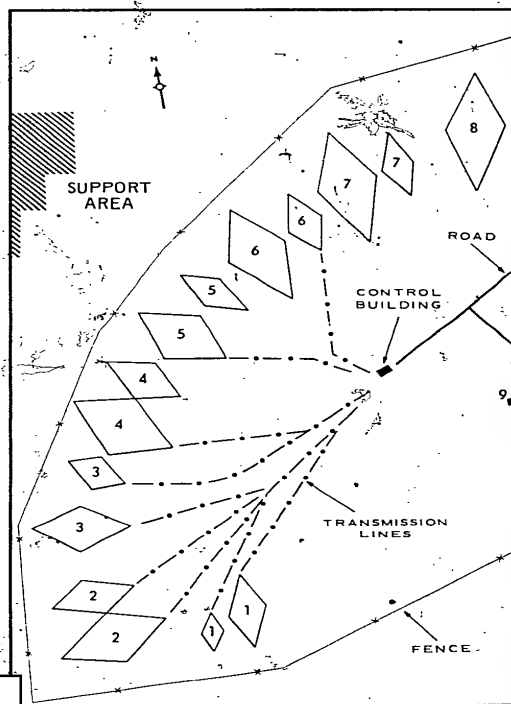 N
8
7
7
SUPPORT
AREA
6
6
ROAD
5
CONTROL
BUILDING
5
4
9
4
3
3
TRANSMISSION
LINES
2
1
2
1
FENCE